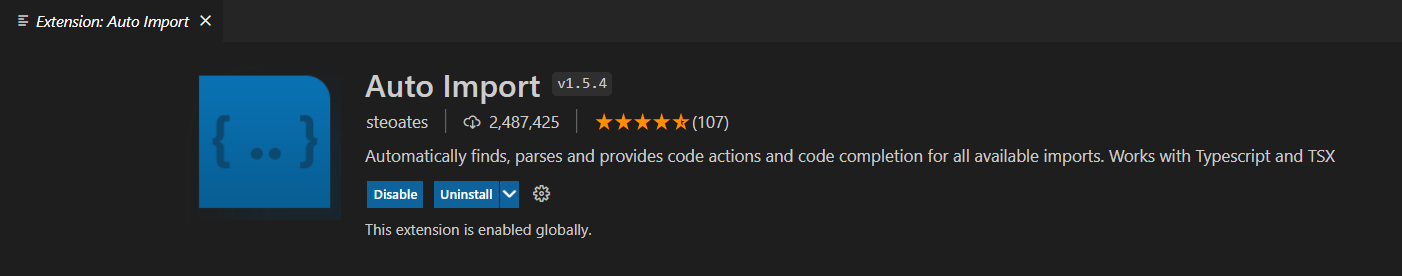 Extension: Auto Import
Auto Import v1.5.4
steoates 2,487,425 (107)
Automatically finds, parses and provides code actions and code completion for all available imports. Works with Typescript and TSX
Disable Uninstall
This extension is enabled globally.